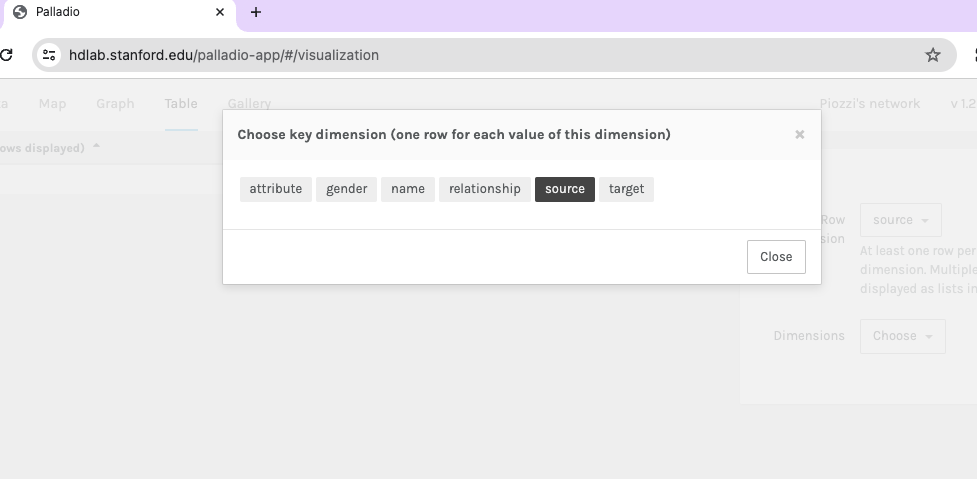 Palladio
hdlab.stanford.edu/palladio-app/#/visualization
a Map Graph Table Gallery Piozzi's network v 1.2
Choose key dimension (one row for each value of this dimension)
ows displayed)
attribute gender name relationship source target
Row
sion
source
At least one row per
dimension. Multiple
displayed as lists in
Close
Dimensions Choose